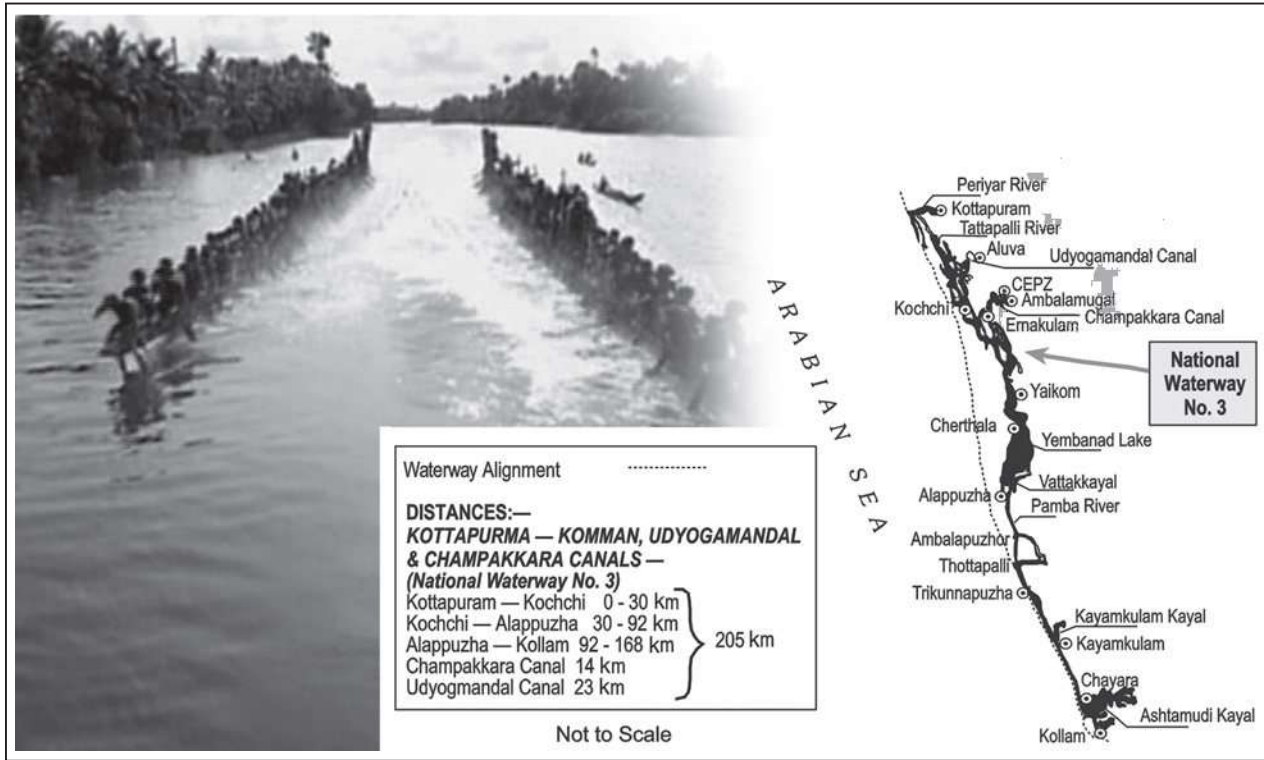 Periyar River
Kottapuram
Tattapalli River
Aluva
Udyogamandal Canal
CEPZ
Ambalamugal
Kochchi
Champakkara Canal
Ernakulam
National
Waterway
No. 3
ARABIAN SEA
Yaikom
Cherthala
Yembanad Lake
Vattakkayal
Alappuzha
Pamba River
Ambalapuzhor
Thottapalli
Trikunnapuzha
Kayamkulam Kayal
Kayamkulam
Chayara
Ashtamudi Kayal
Kollam
Waterway Alignment
DISTANCES:—
KOTTAPURMA — KOMMAN, UDYOGAMANDAL
& CHAMPAKKARA CANALS —
(National Waterway No. 3)
Kottapuram — Kochchi 0 - 30 km
Kochchi — Alappuzha 30 - 92 km
Alappuzha — Kollam 92 - 168 km
205 km
Champakkara Canal 14 km
Udyogmandal Canal 23 km
Not to Scale